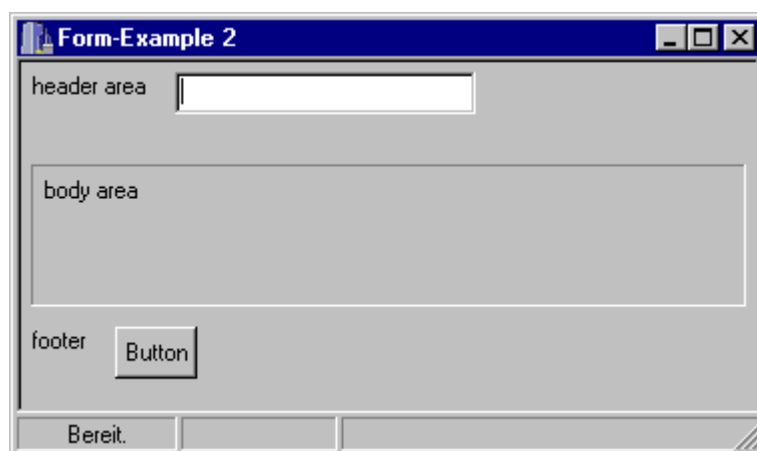 Form-Example 2
header area
body area
footer
Button
Bereit.